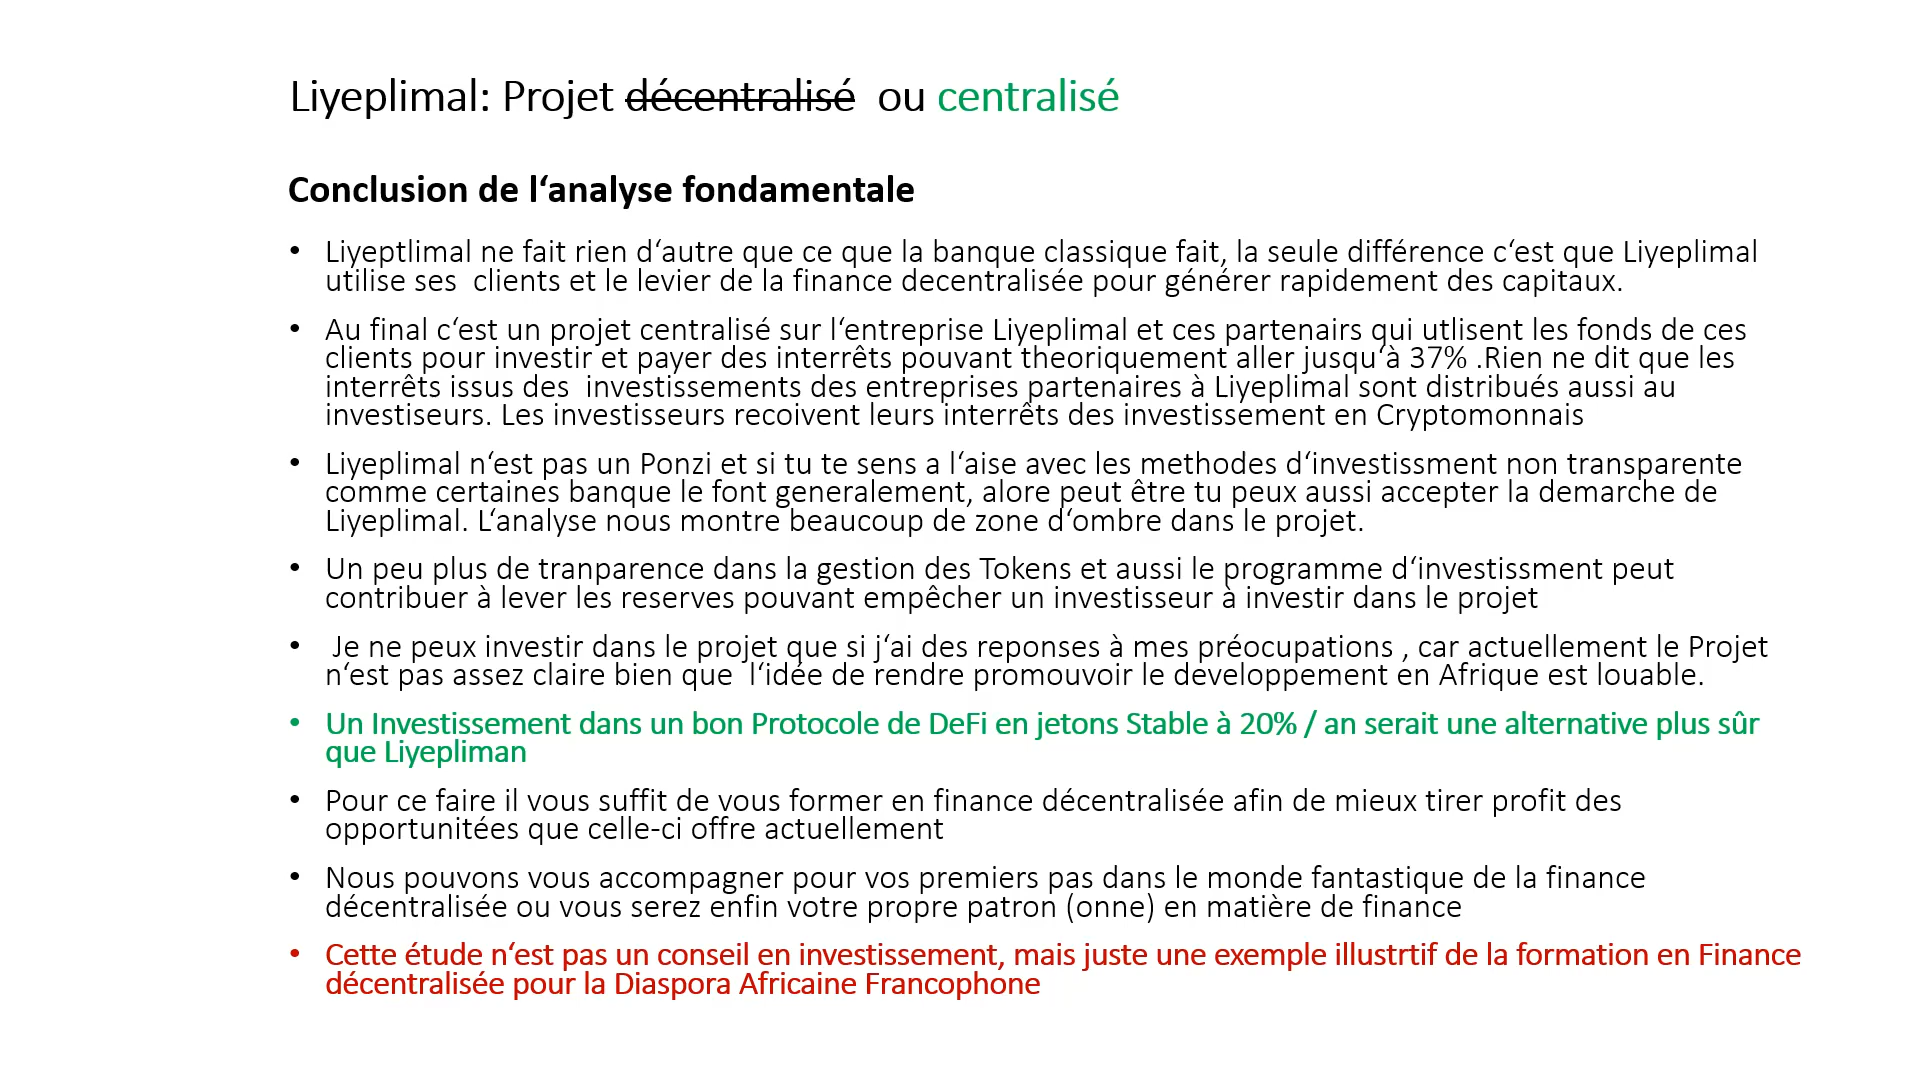 Liyeplimal: Projet décentralisé ou centralisé
Conclusion de l‘analyse fondamentale
• Liyeptlimal ne fait rien d‘autre que ce que la banque classique fait, la seule différence c‘est que Liyeplimal
utilise ses clients et le levier de la finance decentralisée pour générer rapidement des capitaux.
• Au final c‘est un projet centralisé sur l‘entreprise Liyeplimal et ces partenairs qui utlisent les fonds de ces
clients pour investir et payer des interrêts pouvant theoriquement aller jusqu‘à 37% .Rien ne dit que les
interrêts issus des investissements des entreprises partenaires à Liyeplimal sont distribués aussi au
investiseurs. Les investisseurs recoivent leurs interrêts des investissement en Cryptomonnais
• Liyeplimal n‘est pas un Ponzi et si tu te sens a l‘aise avec les methodes d‘investissment non transparente
comme certaines banque le font generalement, alore peut être tu peux aussi accepter la demarche de
Liyeplimal. L‘analyse nous montre beaucoup de zone d‘ombre dans le projet.
• Un peu plus de tranparence dans la gestion des Tokens et aussi le programme d‘investissment peut
contribuer à lever les reserves pouvant empêcher un investisseur à investir dans le projet
• Je ne peux investir dans le projet que si j‘ai des reponses à mes préocupations , car actuellement le Projet
n‘est pas assez claire bien que l‘idée de rendre promouvoir le developpement en Afrique est louable.
• Un Investissement dans un bon Protocole de DeFi en jetons Stable à 20% / an serait une alternative plus sûr
que Liyepliman
• Pour ce faire il vous suffit de vous former en finance décentralisée afin de mieux tirer profit des
opportunitées que celle-ci offre actuellement
• Nous pouvons vous accompagner pour vos premiers pas dans le monde fantastique de la finance
décentralisée ou vous serez enfin votre propre patron (onne) en matière de finance
• Cette étude n‘est pas un conseil en investissement, mais juste une exemple illustrtif de la formation en Finance
décentralisée pour la Diaspora Africaine Francophone